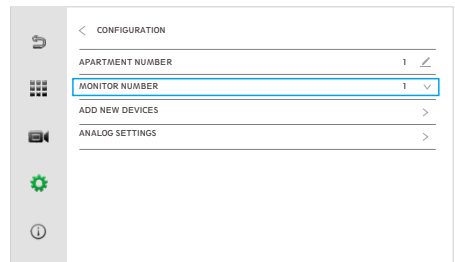 CONFIGURATION
APARTMENT NUMBER 1
MONITOR NUMBER 1
ADD NEW DEVICES
ANALOG SETTINGS